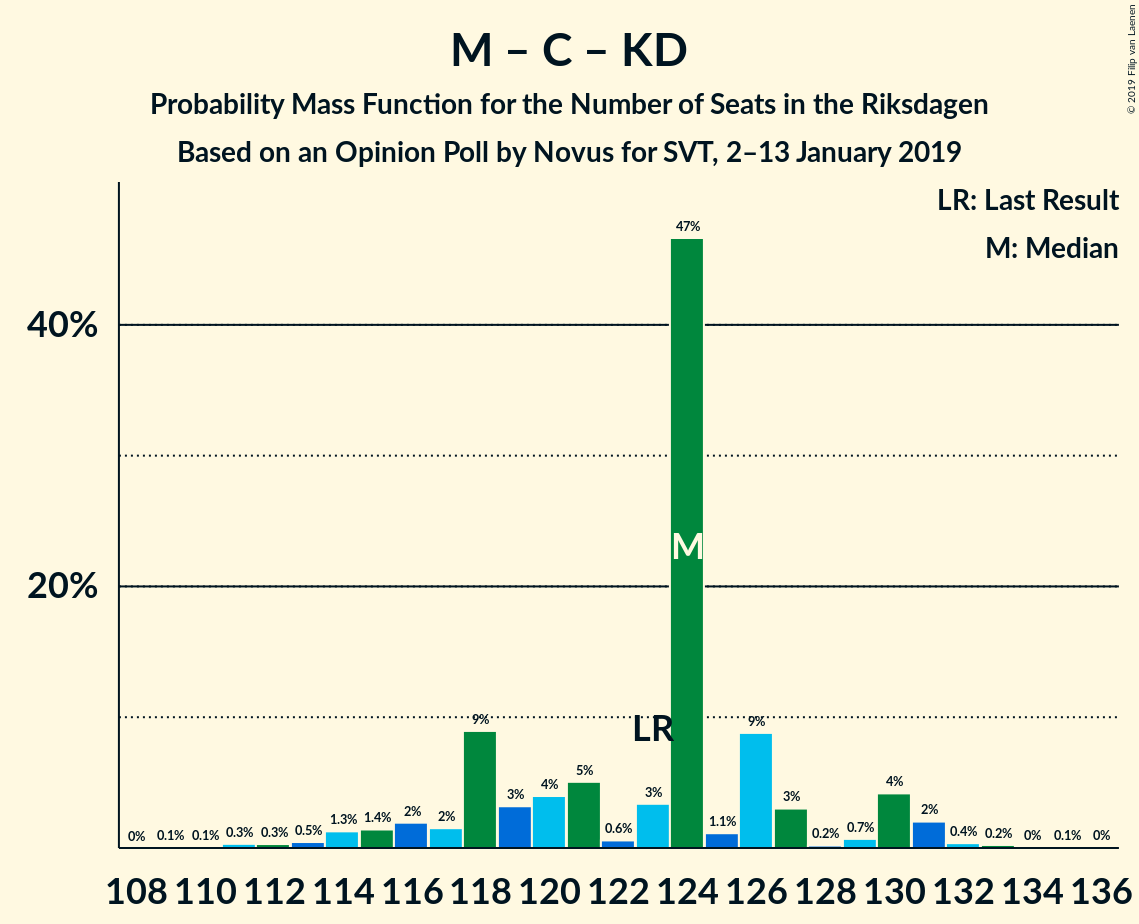 M – C – KD
Probability Mass Function for the Number of Seats in the Riksdagen
Based on an Opinion Poll by Novus for SVT, 2–13 January 2019
© 2019 Filip van Laenen
LR: Last Result
M: Median
40%
20%
0% 0.1% 0.1% 0.3% 0.3% 0.5% 1.3% 1.4% 2% 2% 9% 3% 4% 5% 0.6% 3% 47% 1.1% 9% 3% 0.2% 0.7% 4% 2% 0.4% 0.2% 0% 0.1% 0%
LR
M
108 110 112 114 116 118 120 122 124 126 128 130 132 134 136